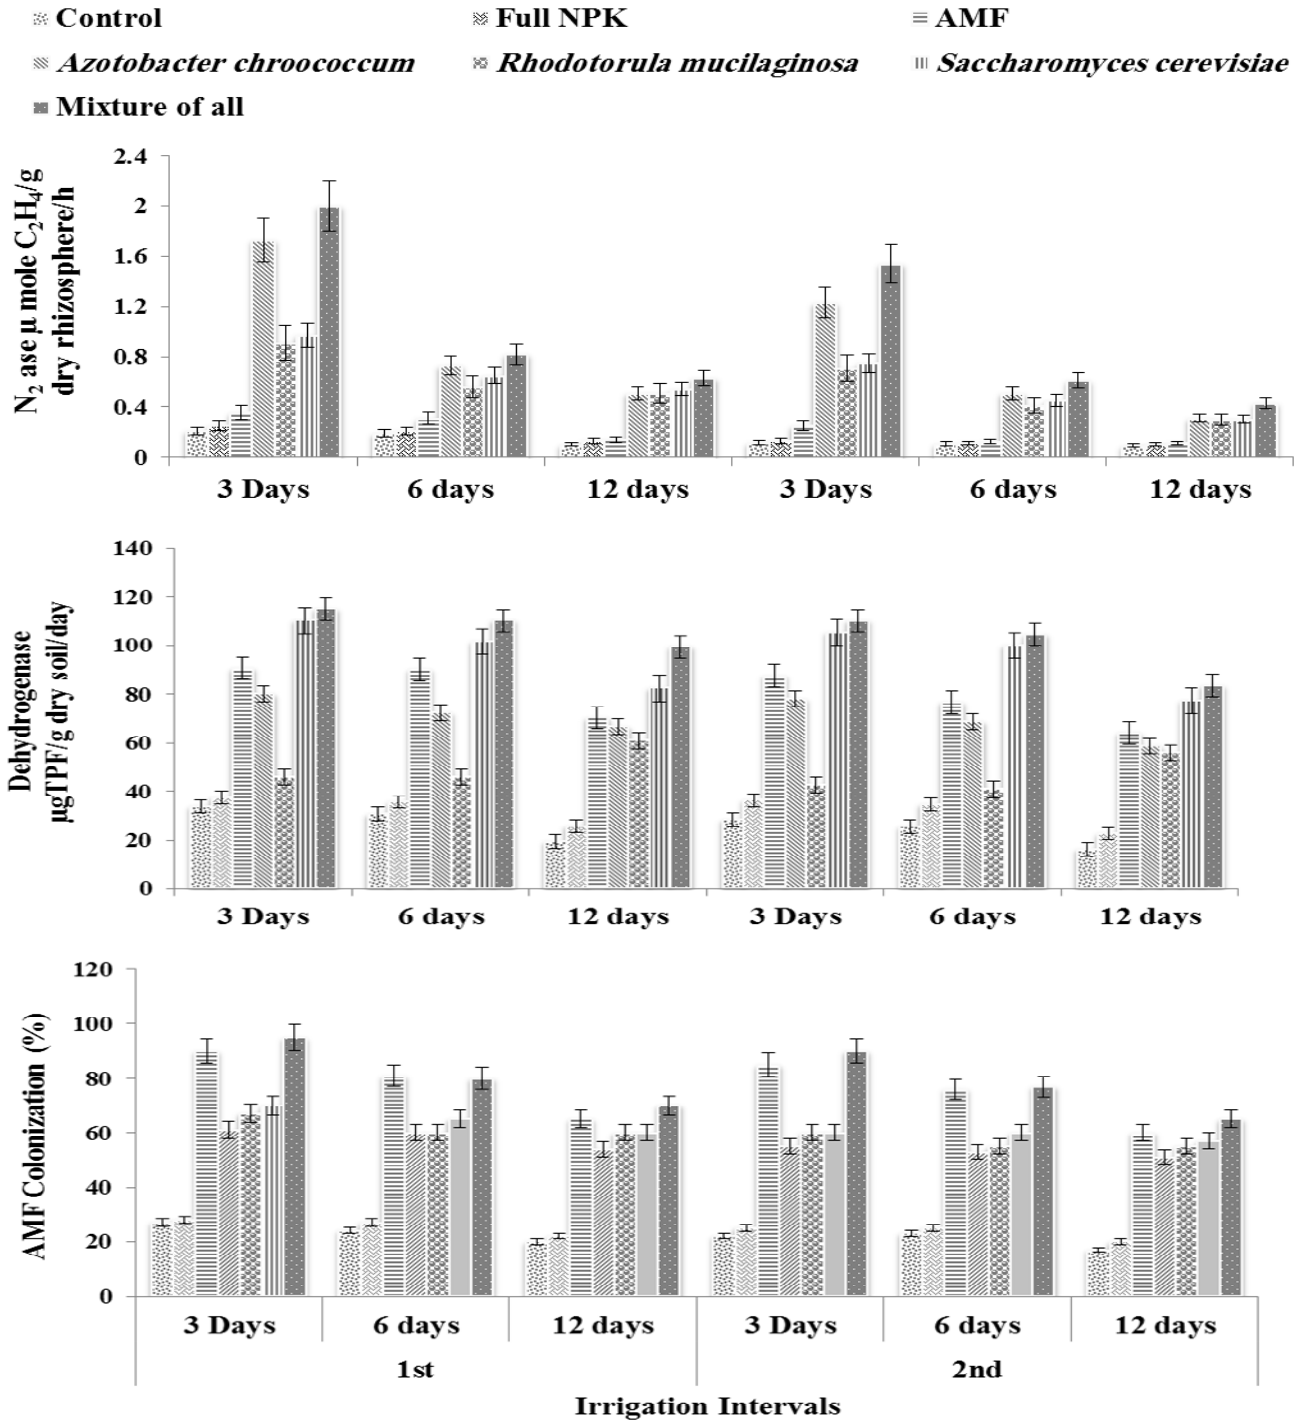 Control Full NPK AMF
Azotobacter chroococcum Rhodotorula mucilaginosa Saccharomyces cerevisiae
Mixture of all
N₂ ase µ mole C₂H₄/g
dry rhizosphere/h
2.4
2
1.6
1.2
0.8
0.4
0
3 Days 6 days 12 days 3 Days 6 days 12 days
Dehydrogenase
µgTPF/g dry soil/day
140
120
100
80
60
40
20
0
3 Days 6 days 12 days 3 Days 6 days 12 days
AMF Colonization (%)
120
100
80
60
40
20
0
3 Days 6 days 12 days 3 Days 6 days 12 days
1st 2nd
Irrigation Intervals